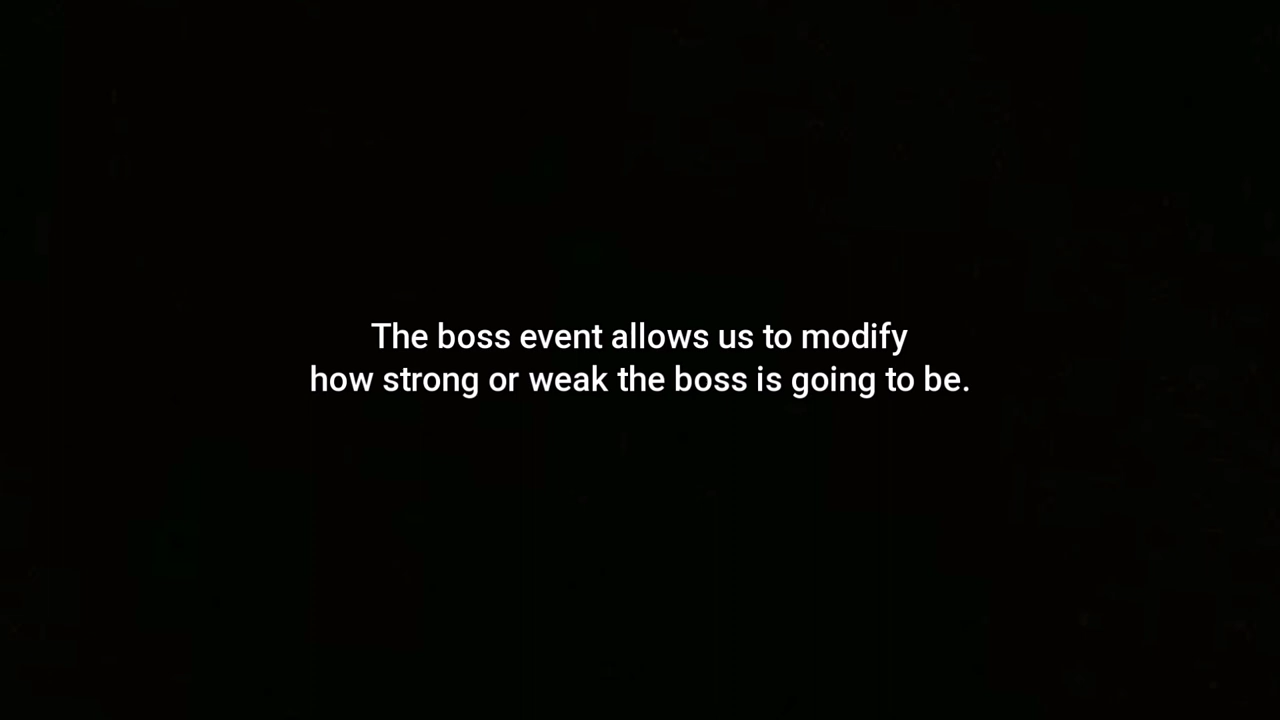 The boss event allows us to modify
how strong or weak the boss is going to be.